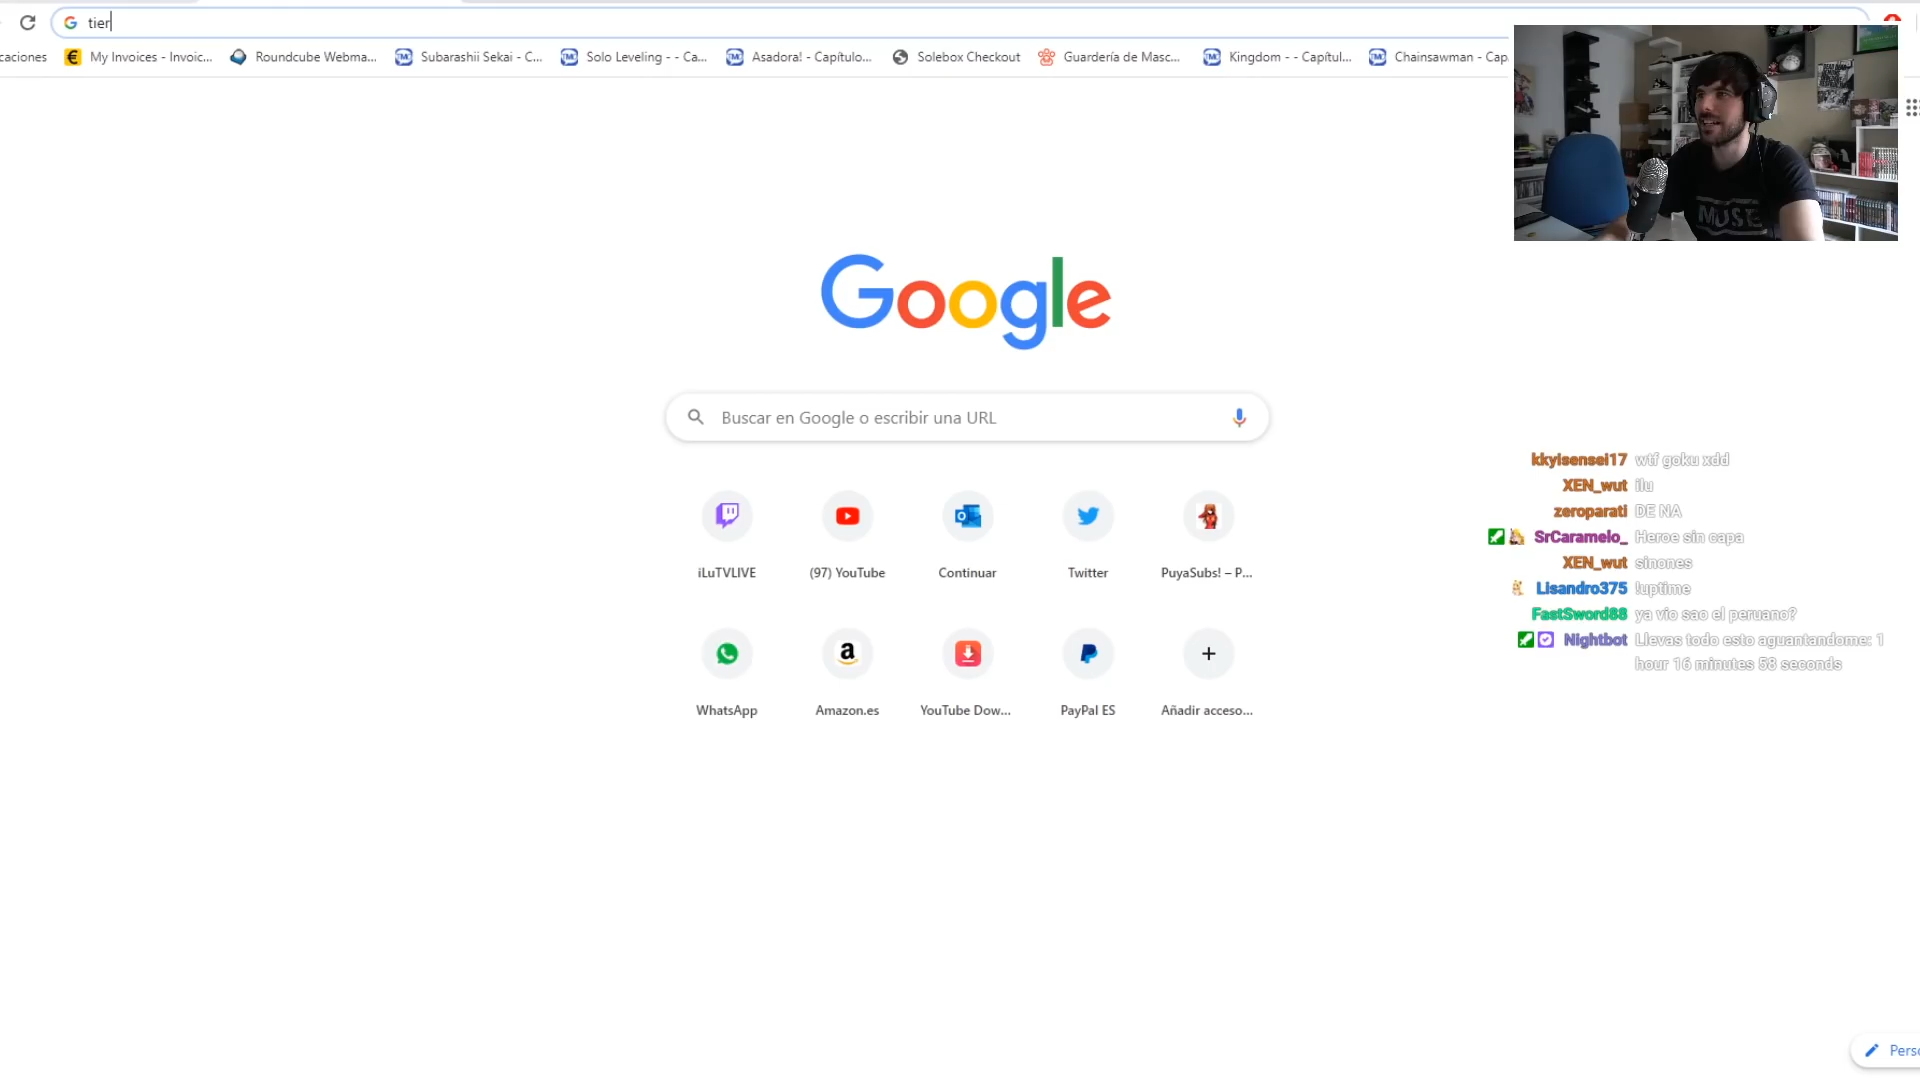 tier
caciones My Invoices - Invoic... Roundcube Webma... Subarashii Sekai - C... Solo Leveling - - Ca... Asadora! - Capítulo... Solebox Checkout Guardería de Masc... Kingdom - - Capítul... Chainsawman - Cap
MUSE
Google
Buscar en Google o escribir una URL
kkyisensei17 wtf goku xdd
XEN_wut ilu
zeroparati DE NA
SrCaramelo_ Heroe sin capa
XEN_wut sinones
Lisandro375 !uptime
FastSword88 ya vio sao el peruano?
Nightbot Llevas todo esto aguantandome: 1
hour 16 minutes 58 seconds
iLuTVLIVE (97) YouTube Continuar Twitter PuyaSubs! – P...
WhatsApp Amazon.es YouTube Dow... PayPal ES Añadir acceso...
Perso